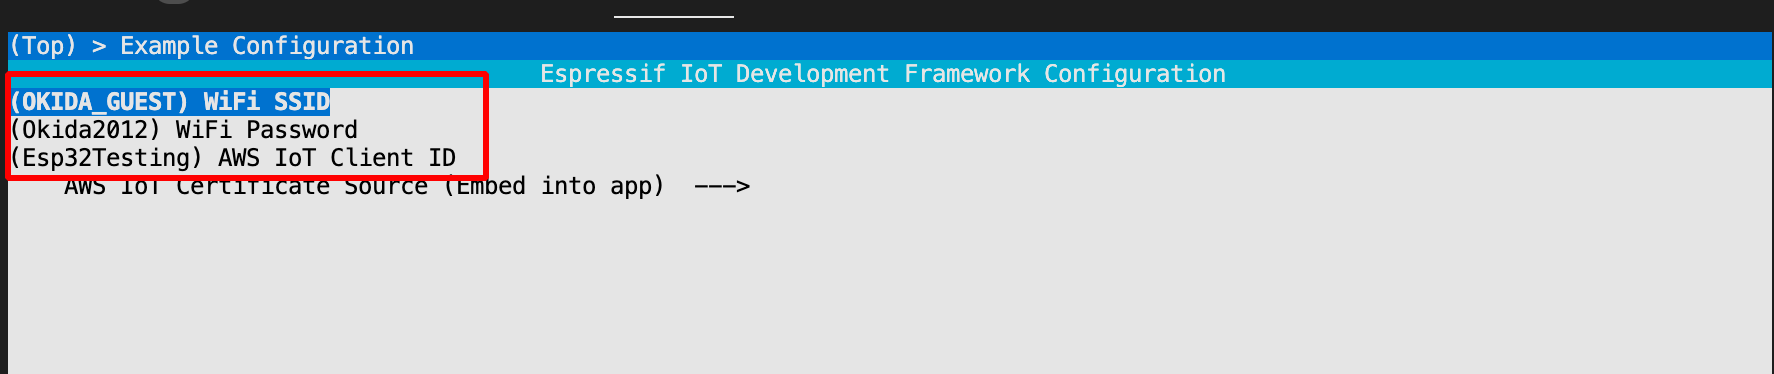 (Top) > Example Configuration
Espressif IoT Development Framework Configuration
(OKIDA_GUEST) WiFi SSID
(Okida2012) WiFi Password
(Esp32Testing) AWS IoT Client ID
AWS IoT Certificate Source (Embed into app)  --->